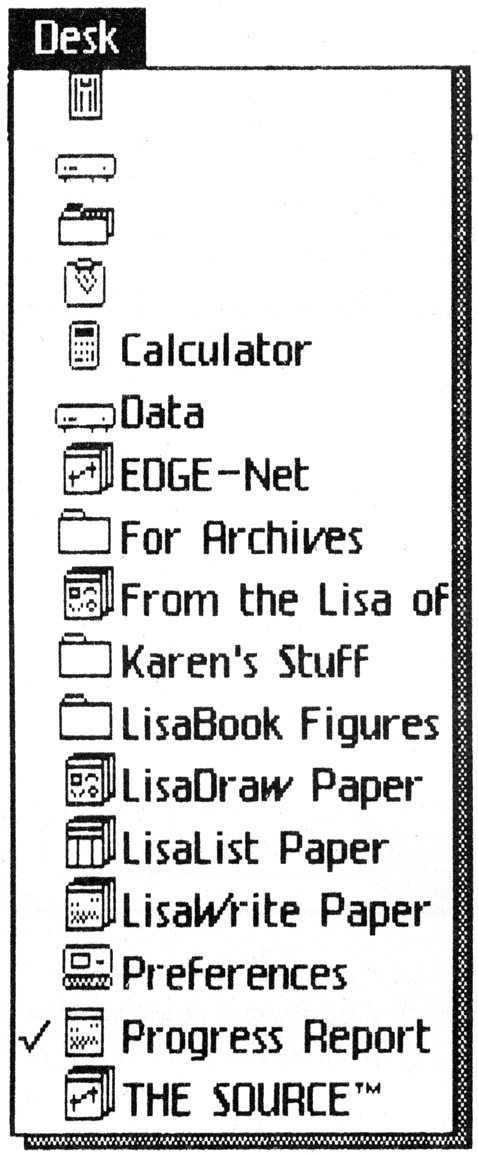 Desk
Calculator
Data
EDGE-Net
For Archives
From the Lisa of
Karen's Stuff
LisaBook Figures
LisaDraw Paper
LisaList Paper
LisaWrite Paper
Preferences
Progress Report
THE SOURCE™